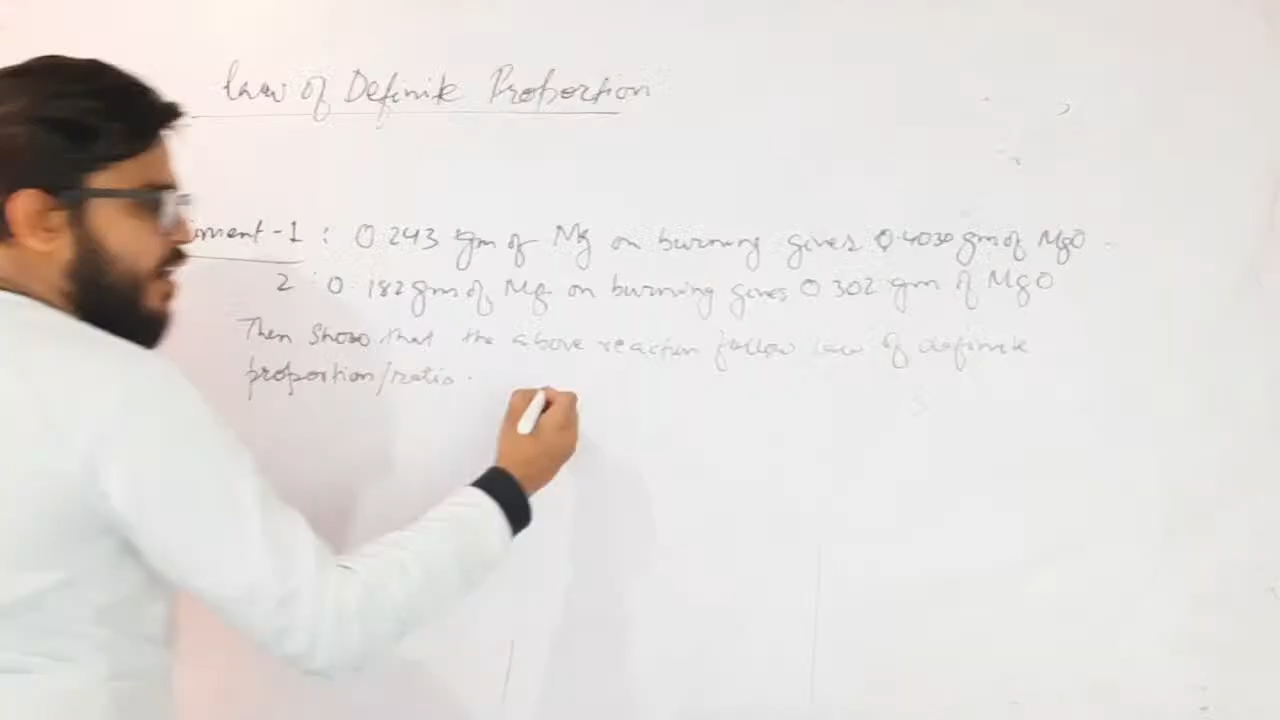 Law of Definite Proportion
iment-1 : 0.243 gm of Mg on burning gives 0.4030 gm of MgO.
2 0.182 gm of Mg on burning gives 0.302 gm of MgO
Then show that the above reaction follow law of definite
proportion/ratio.